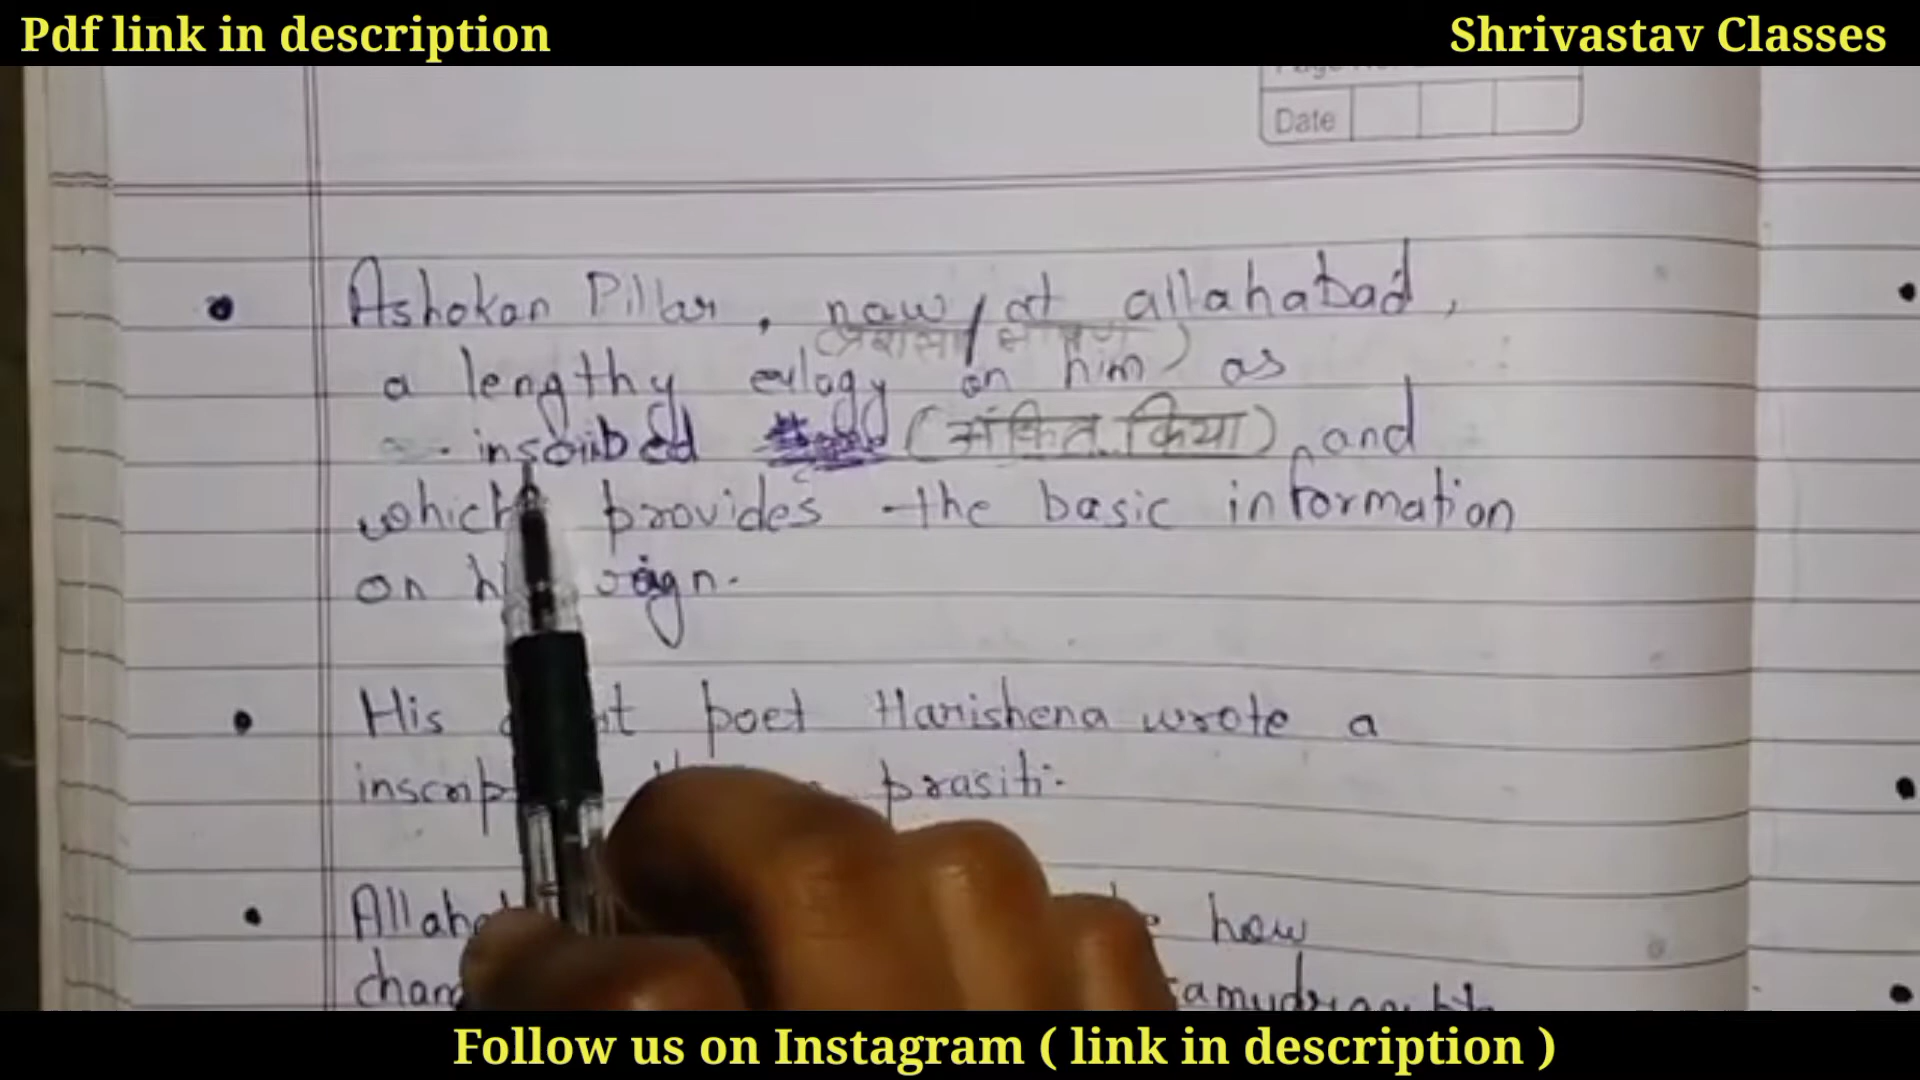 Pdf link in description
Shrivastav Classes
Date
Ashokan Pillar, now, at allahabad,
(प्रशंसा भाषण)
a lengthy eulogy on him as
inscribed (अंकित किया) and
which provides the basic information
on reign.
His poet Harishena wrote a
prasiti.
how
Follow us on Instagram ( link in description )